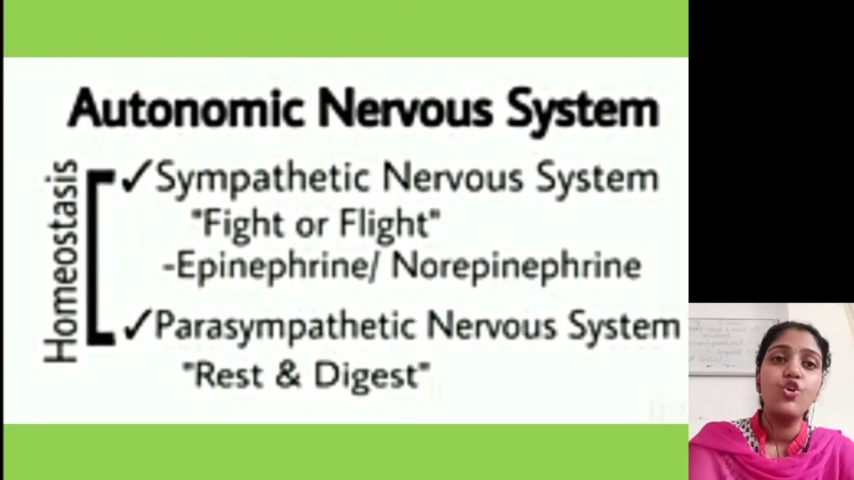 Autonomic Nervous System
Homeostasis
✓Sympathetic Nervous System
"Fight or Flight"
-Epinephrine/ Norepinephrine
✓Parasympathetic Nervous System
"Rest & Digest"